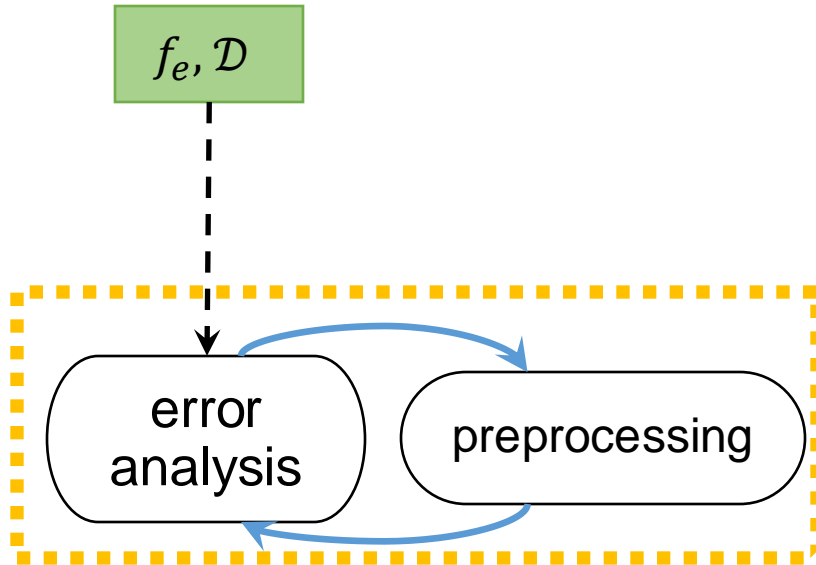 𝑓ₑ, 𝒟
error
analysis
preprocessing